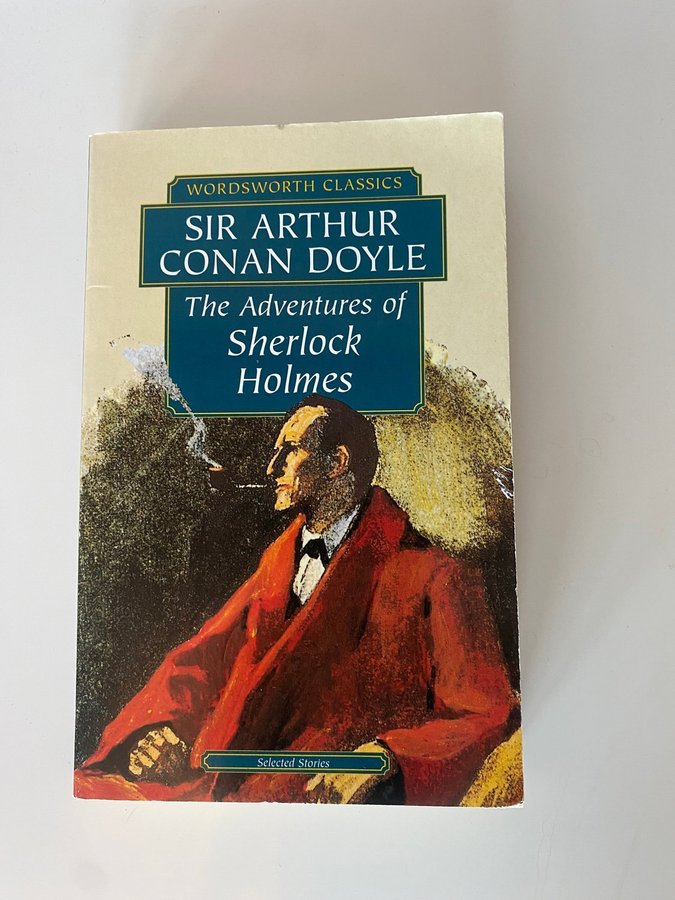 WORDSWORTH CLASSICS
SIR ARTHUR
CONAN DOYLE
The Adventures of
Sherlock
Holmes
Selected Stories